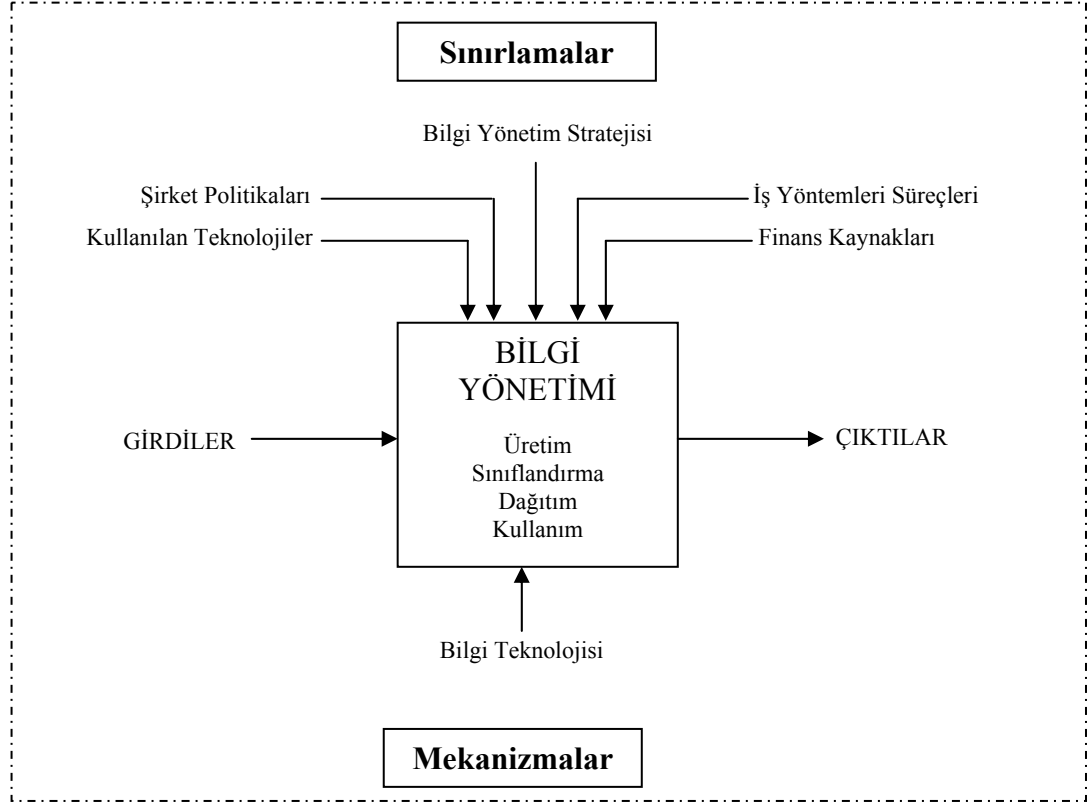 Sınırlamalar
Bilgi Yönetim Stratejisi
Şirket Politikaları
İş Yöntemleri Süreçleri
Kullanılan Teknolojiler
Finans Kaynakları
BİLGİ
YÖNETİMİ
GİRDİLER
ÇIKTILAR
Üretim
Sınıflandırma
Dağıtım
Kullanım
Bilgi Teknolojisi
Mekanizmalar